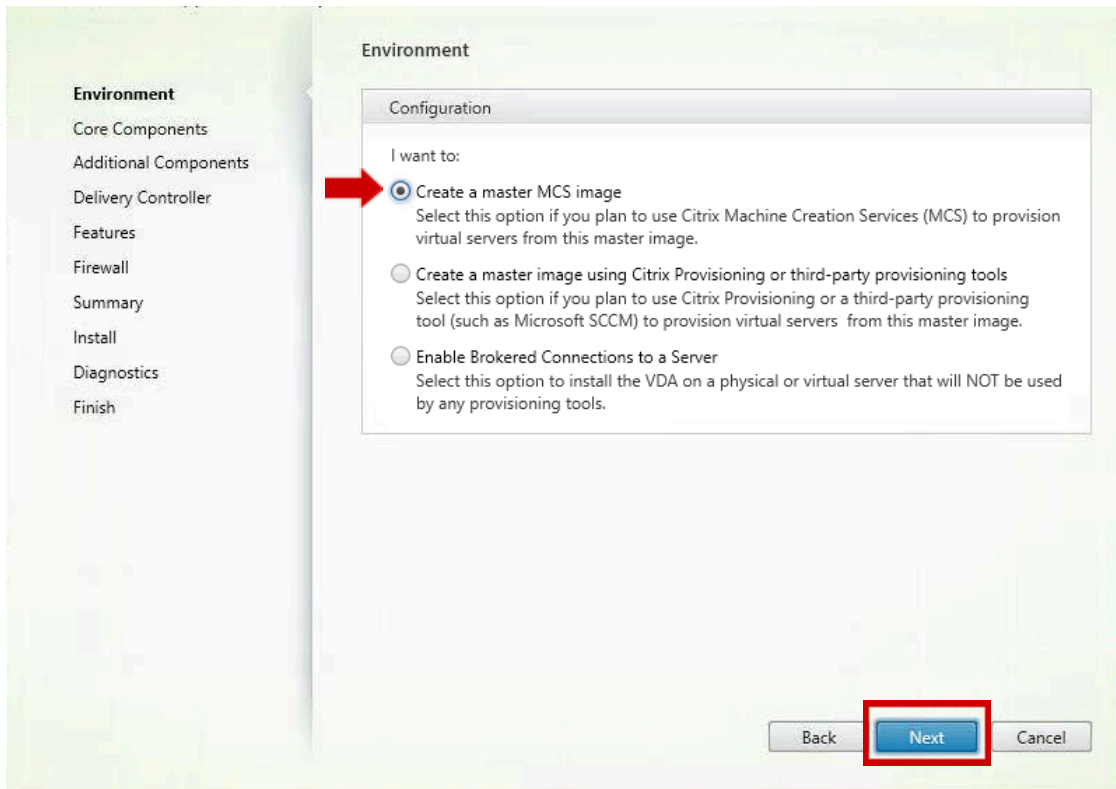 Environment
Core Components
Additional Components
Delivery Controller
Features
Firewall
Summary
Install
Diagnostics
Finish
Environment
Configuration
I want to:
Create a master MCS image
Select this option if you plan to use Citrix Machine Creation Services (MCS) to provision
virtual servers from this master image.
Create a master image using Citrix Provisioning or third-party provisioning tools
Select this option if you plan to use Citrix Provisioning or a third-party provisioning
tool (such as Microsoft SCCM) to provision virtual servers  from this master image.
Enable Brokered Connections to a Server
Select this option to install the VDA on a physical or virtual server that will NOT be used
by any provisioning tools.
Back
Next
Cancel